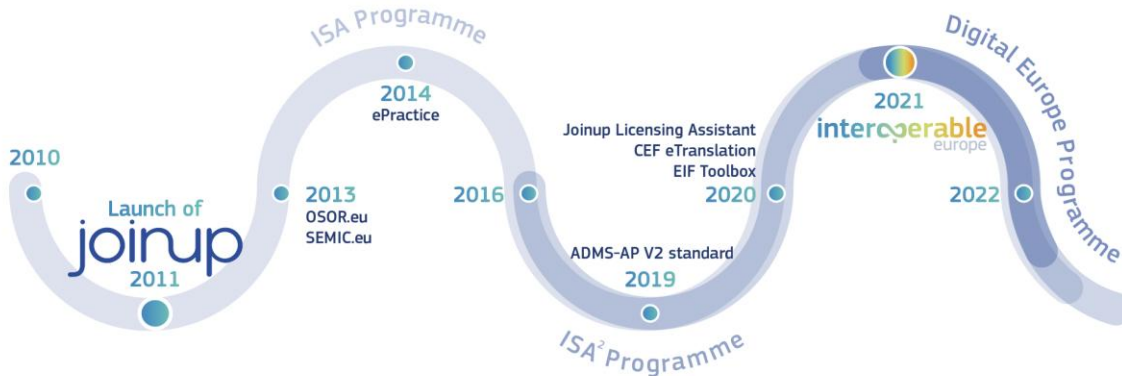 2010
Launch of
joinup
2011
2013
OSOR.eu
SEMIC.eu
ISA Programme
2014
ePractice
2016
ADMS-AP V2 standard
2019
ISA² Programme
Joinup Licensing Assistant
CEF eTranslation
EIF Toolbox
2020
2021
interoperable
europe
2022
Digital Europe Programme